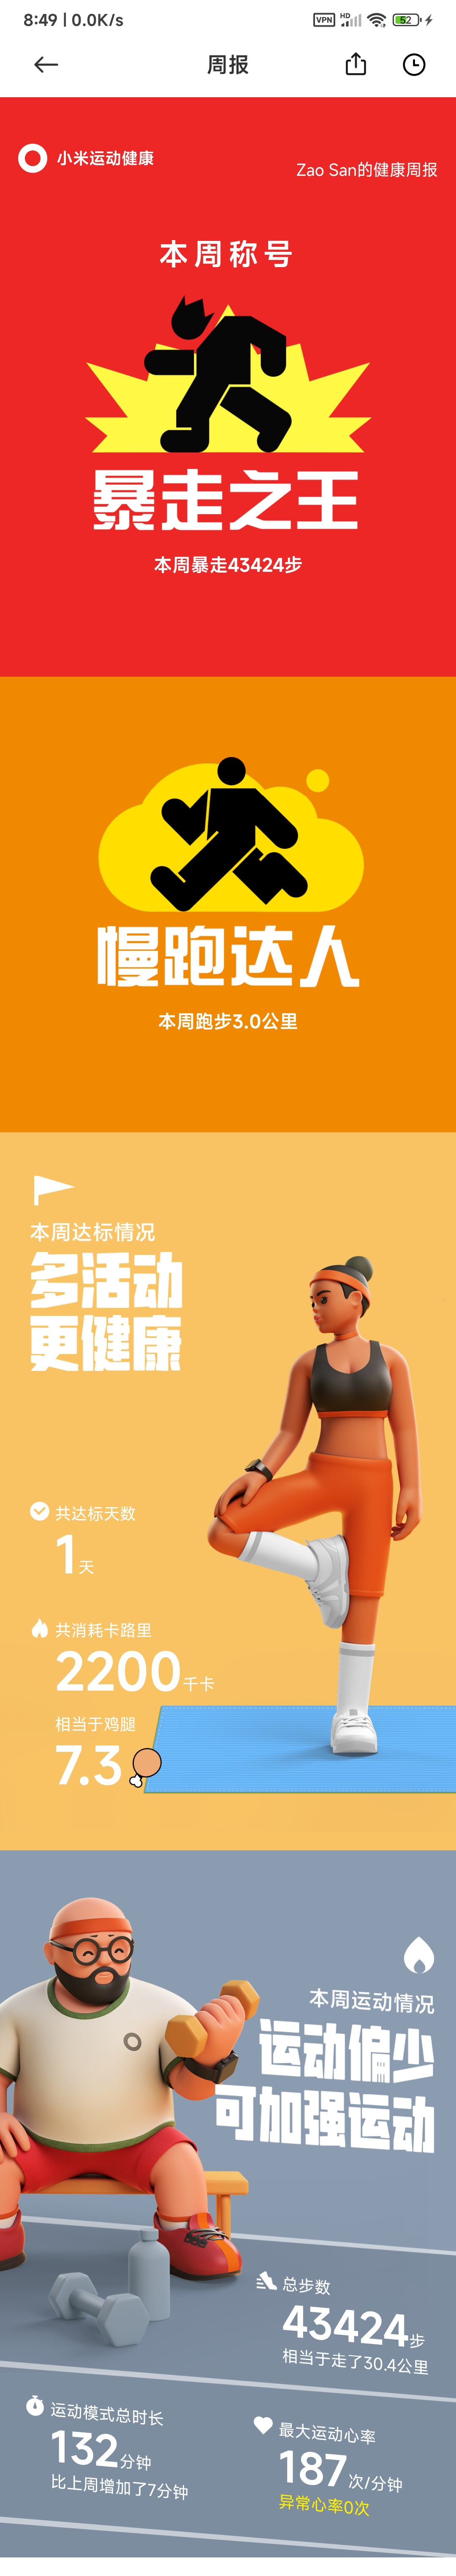 8:49 | 0.0K/s
VPN
HD
52
周报
小米运动健康
Zao San的健康周报
本周称号
暴走之王
本周暴走43424步
慢跑达人
本周跑步3.0公里
本周达标情况
多活动
更健康
共达标天数
1天
共消耗卡路里
2200千卡
相当于鸡腿
7.3
本周运动情况
运动偏少
可加强运动
总步数
43424步
相当于走了30.4公里
运动模式总时长
132分钟
比上周增加了7分钟
最大运动心率
187次/分钟
异常心率0次